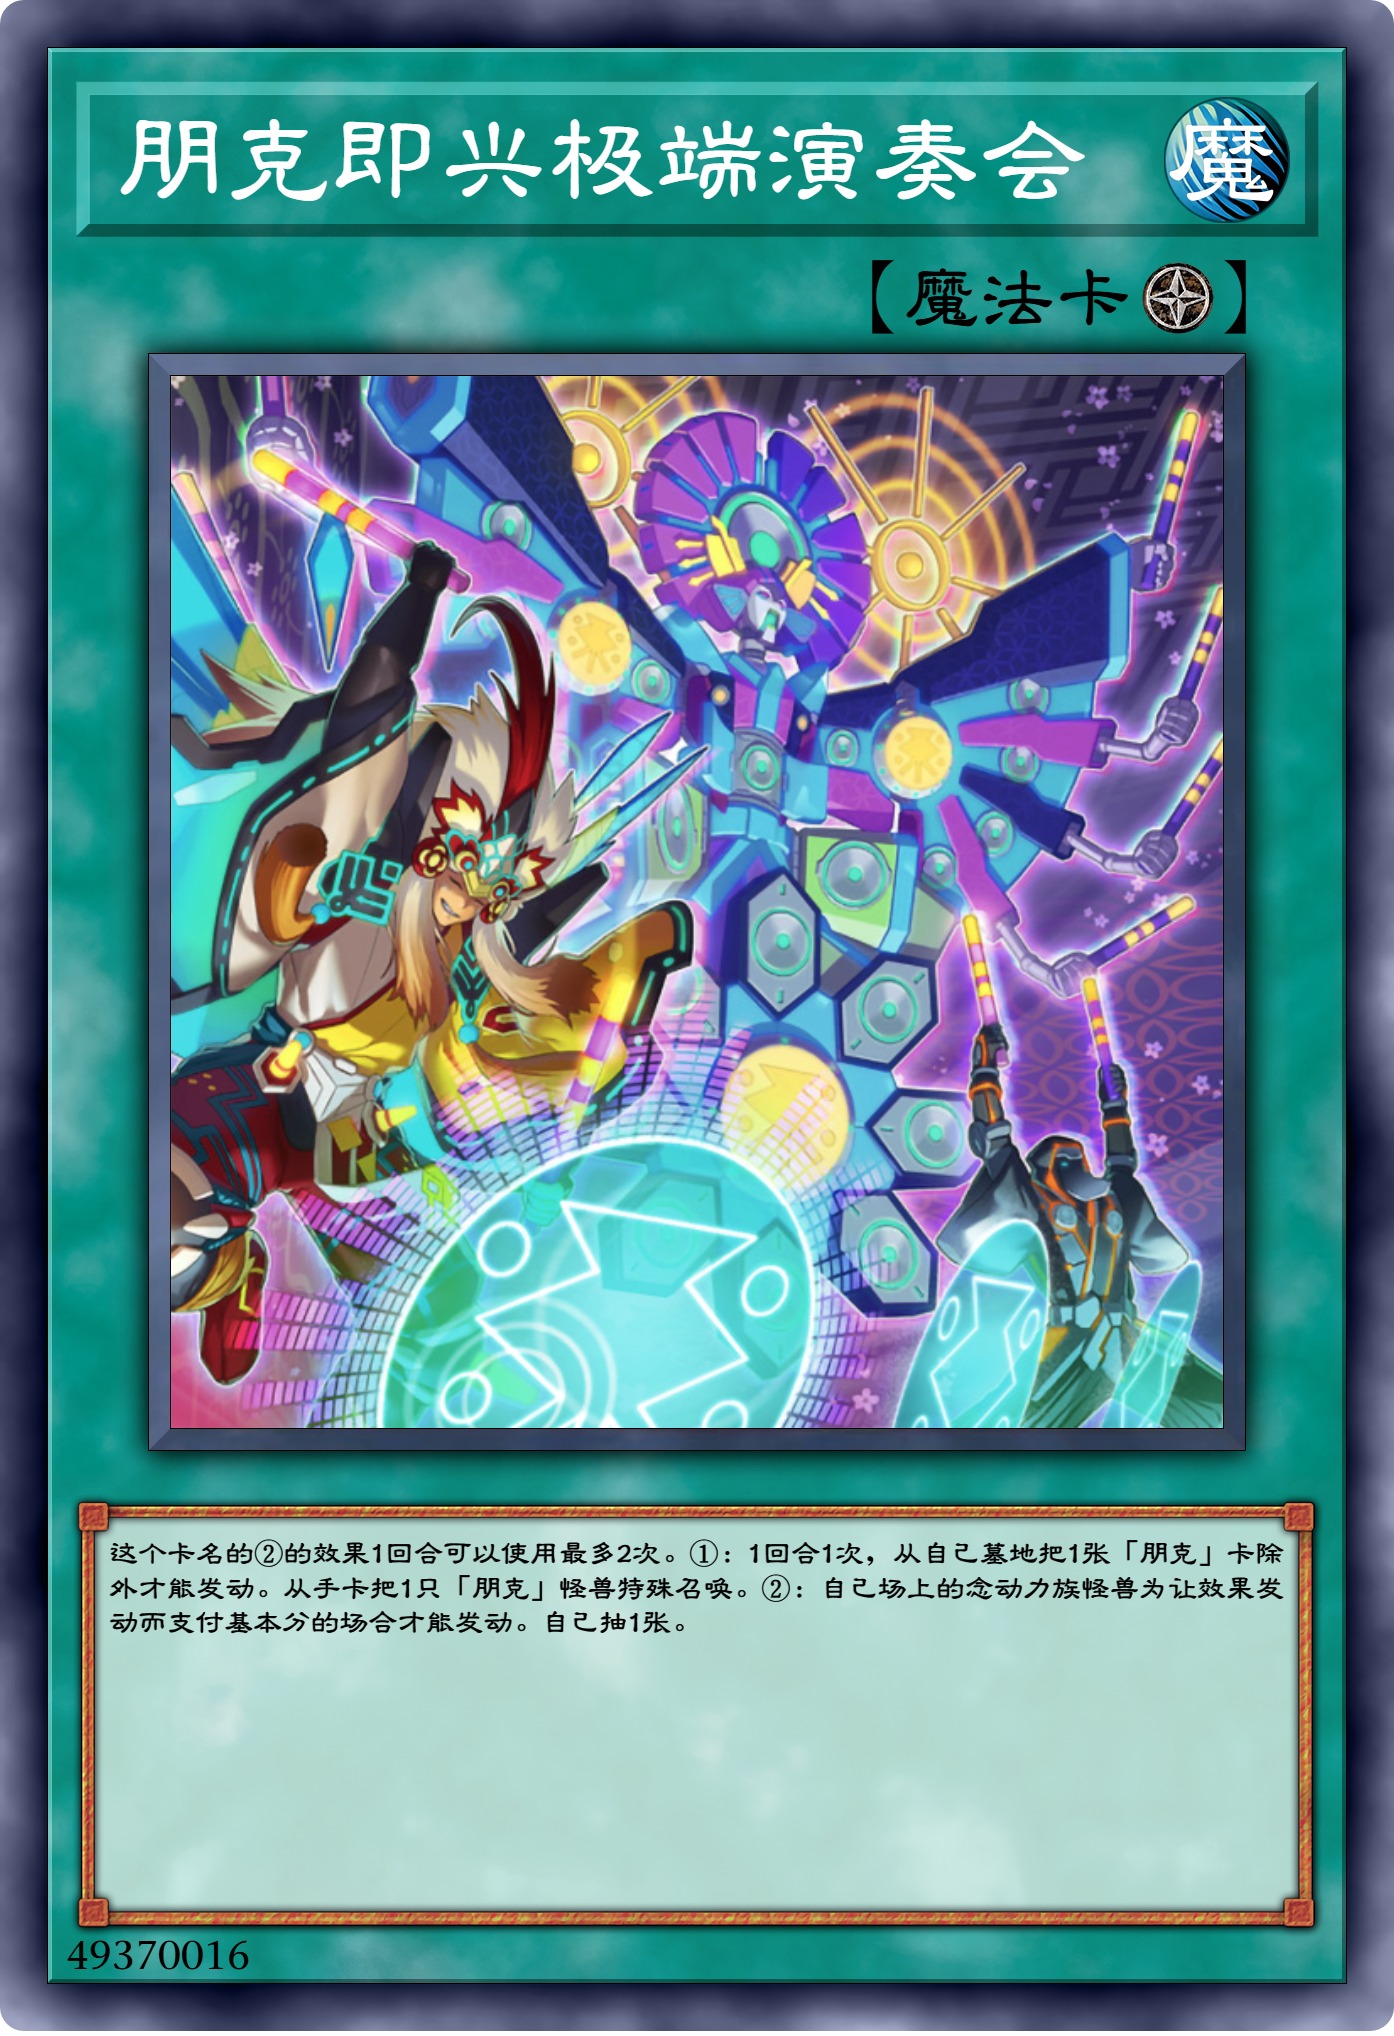 朋克即兴极端演奏会
魔
【魔法卡】
这个卡名的②的效果1回合可以使用最多2次。①：1回合1次，从自己墓地把1张「朋克」卡除
外才能发动。从手卡把1只「朋克」怪兽特殊召唤。②：自己场上的念动力族怪兽为让效果发
动而支付基本分的场合才能发动。自己抽1张。
49370016